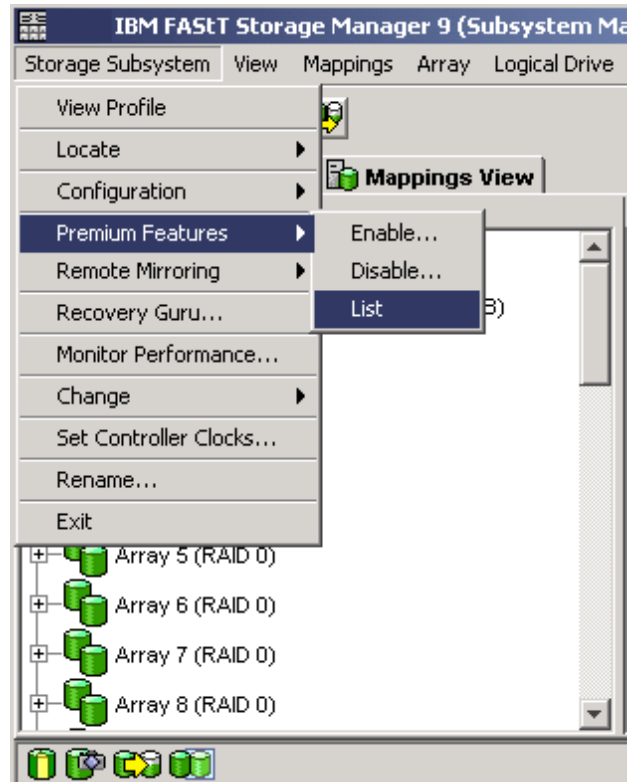 IBM FAStT Storage Manager 9 (Subsystem Ma
Storage Subsystem View Mappings Array Logical Drive
View Profile
Locate
Configuration
Mappings View
Premium Features
Enable...
Remote Mirroring
Disable...
Recovery Guru...
List
B)
Monitor Performance...
Change
Set Controller Clocks...
Rename...
Exit
Array 5 (RAID 0)
Array 6 (RAID 0)
Array 7 (RAID 0)
Array 8 (RAID 0)